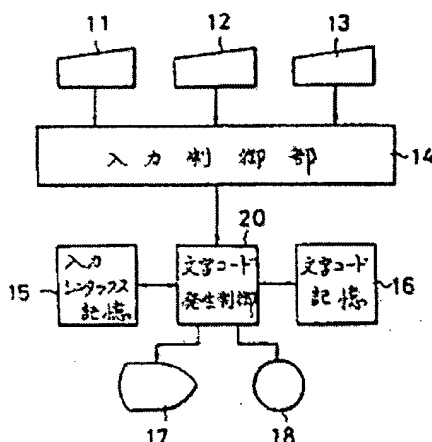 11
12
13
入力制御部
14
20
入力
シンタックス
記憶
15
文字コード
発生制御
文字コード
記憶
16
17
18